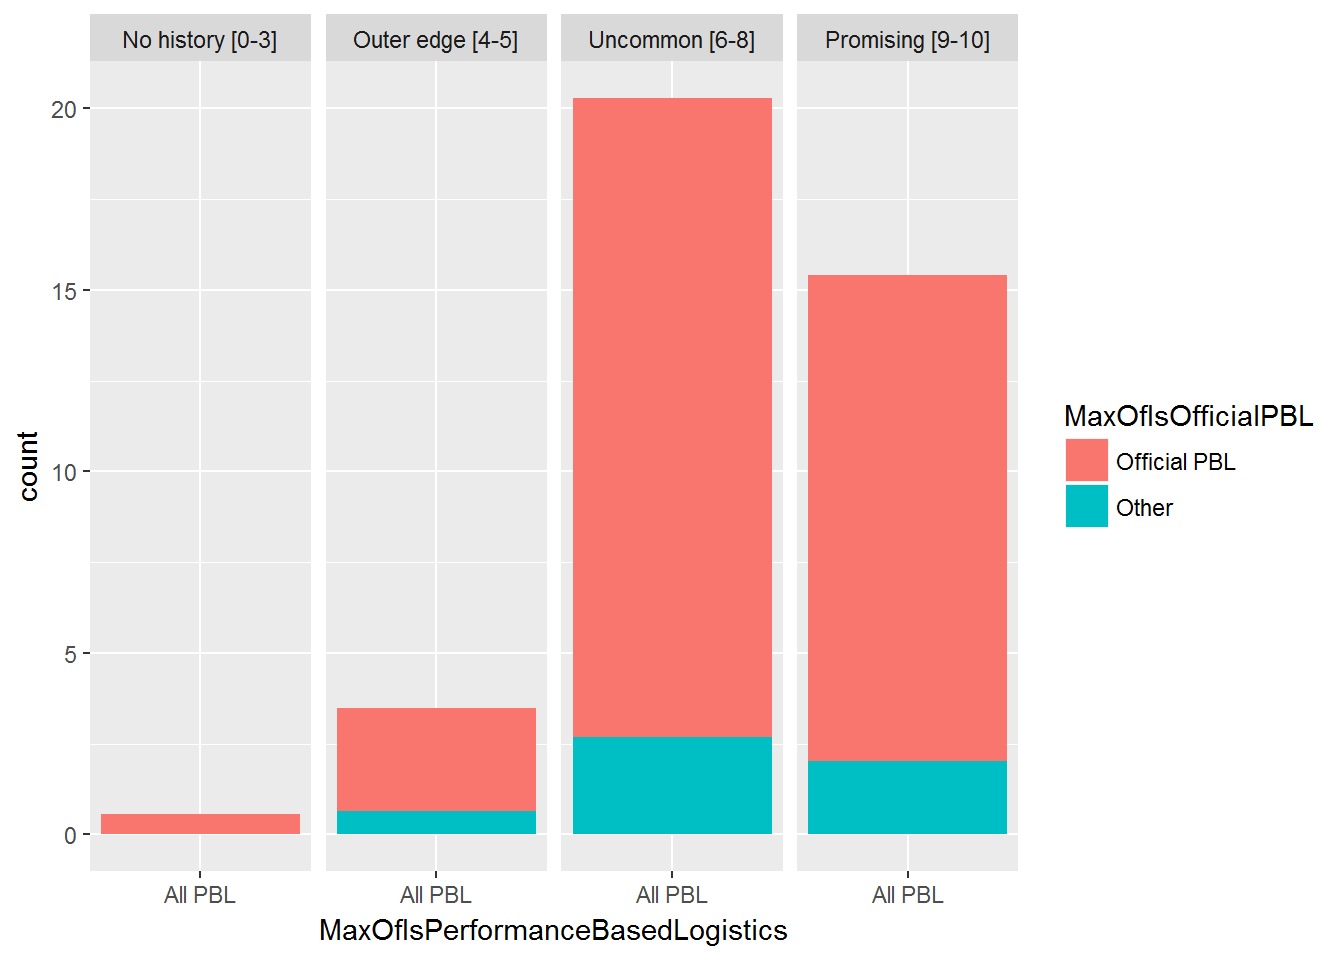 No history [0-3] Outer edge [4-5] Uncommon [6-8] Promising [9-10]
20
15
10
5
0
count
All PBL All PBL All PBL All PBL
MaxOfIsPerformanceBasedLogistics
MaxOfIsOfficialPBL
Official PBL
Other